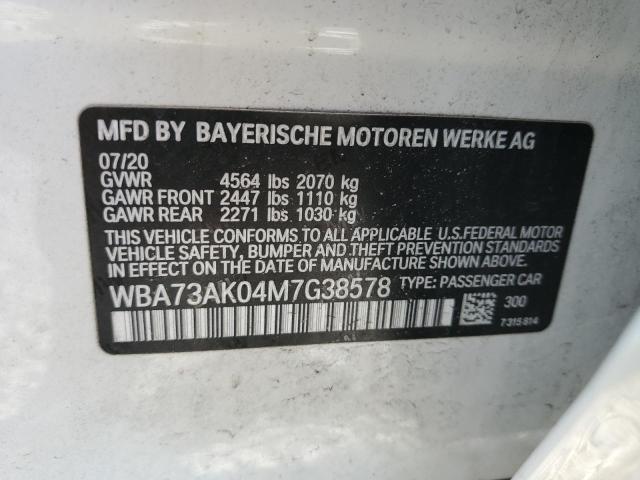 MFD BY BAYERISCHE MOTOREN WERKE AG
07/20
GVWR 4564 lbs 2070 kg
GAWR FRONT 2447 lbs 1110 kg
GAWR REAR 2271 lbs 1030 kg
THIS VEHICLE CONFORMS TO ALL APPLICABLE U.S.FEDERAL MOTOR
VEHICLE SAFETY, BUMPER AND THEFT PREVENTION STANDARDS
IN EFFECT ON THE DATE OF MANUFACTURE SHOWN ABOVE.
WBA73AK04M7G38578 TYPE: PASSENGER CAR
300
7315814